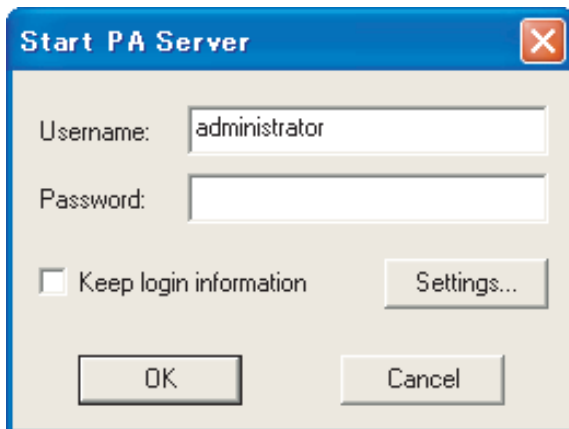 Start PA Server
Username: administrator
Password:
Keep login information Settings...
OK Cancel